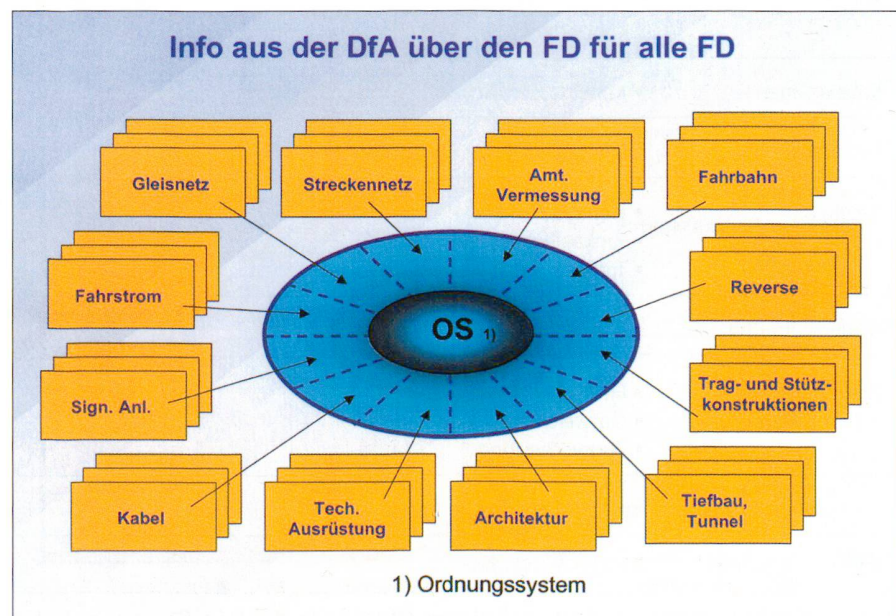 Info aus der DfA über den FD für alle FD
Gleisnetz
Streckennetz
Amt.
Vermessung
Fahrbahn
Fahrstrom
Reverse
OS 1)
Sign. Anl.
Trag- und Stütz-
konstruktionen
Kabel
Tech.
Ausrüstung
Architektur
Tiefbau,
Tunnel
1) Ordnungssystem